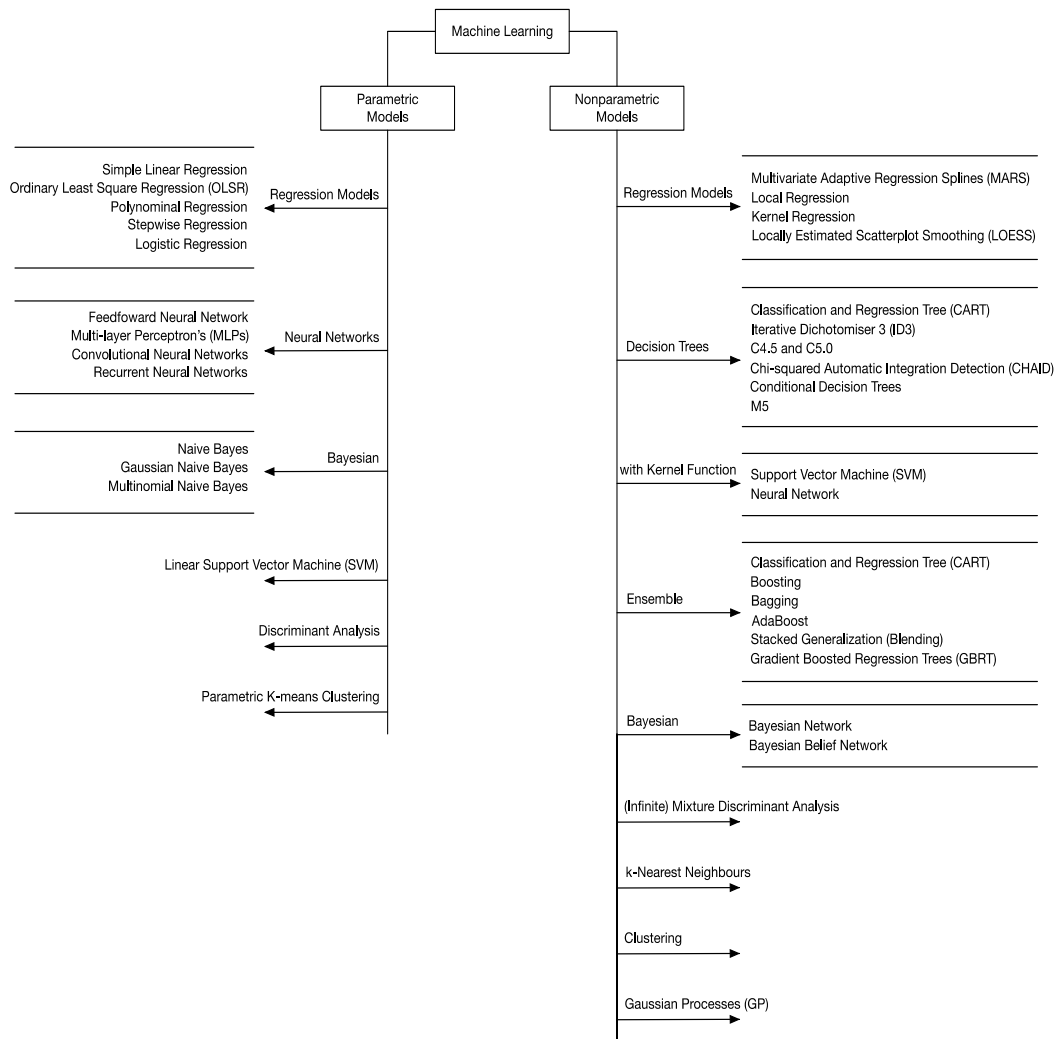 Machine Learning
Parametric
Models
Simple Linear Regression
Ordinary Least Square Regression (OLSR)
Polynominal Regression
Stepwise Regression
Logistic Regression
Regression Models
Feedfoward Neural Network
Multi-layer Perceptron's (MLPs)
Convolutional Neural Networks
Recurrent Neural Networks
Neural Networks
Naive Bayes
Gaussian Naive Bayes
Multinomial Naive Bayes
Bayesian
Linear Support Vector Machine (SVM)
Discriminant Analysis
Parametric K-means Clustering
Nonparametric
Models
Regression Models
Multivariate Adaptive Regression Splines (MARS)
Local Regression
Kernel Regression
Locally Estimated Scatterplot Smoothing (LOESS)
Decision Trees
Classification and Regression Tree (CART)
Iterative Dichotomiser 3 (ID3)
C4.5 and C5.0
Chi-squared Automatic Integration Detection (CHAID)
Conditional Decision Trees
M5
with Kernel Function
Support Vector Machine (SVM)
Neural Network
Ensemble
Classification and Regression Tree (CART)
Boosting
Bagging
AdaBoost
Stacked Generalization (Blending)
Gradient Boosted Regression Trees (GBRT)
Bayesian
Bayesian Network
Bayesian Belief Network
(Infinite) Mixture Discriminant Analysis
k-Nearest Neighbours
Clustering
Gaussian Processes (GP)